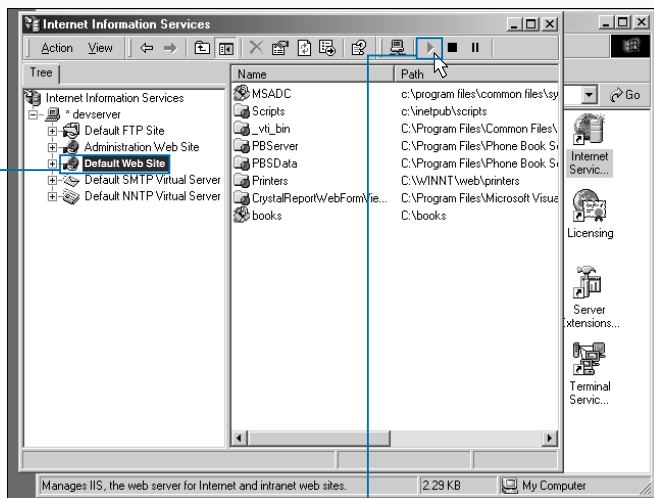 Internet Information Services
Action View
Tree
Name Path
Internet Information Services
* devserver
Default FTP Site
Administration Web Site
Default Web Site
Default SMTP Virtual Server
Default NNTP Virtual Server
MSADC c:\program files\common files\sy
Scripts c:\inetpub\scripts
_vti_bin C:\Program Files\Common Files\
PBServer C:\Program Files\Phone Book Se
PBSData C:\Program Files\Phone Book Se
Printers C:\WINNT\web\printers
CrystalReportWebFormVie... C:\Program Files\Microsoft Visua
books C:\books
Go
Internet
Servic...
Licensing
Server
xtensions...
Terminal
Servic...
Manages IIS, the web server for Internet and intranet web sites. 2.29 KB My Computer